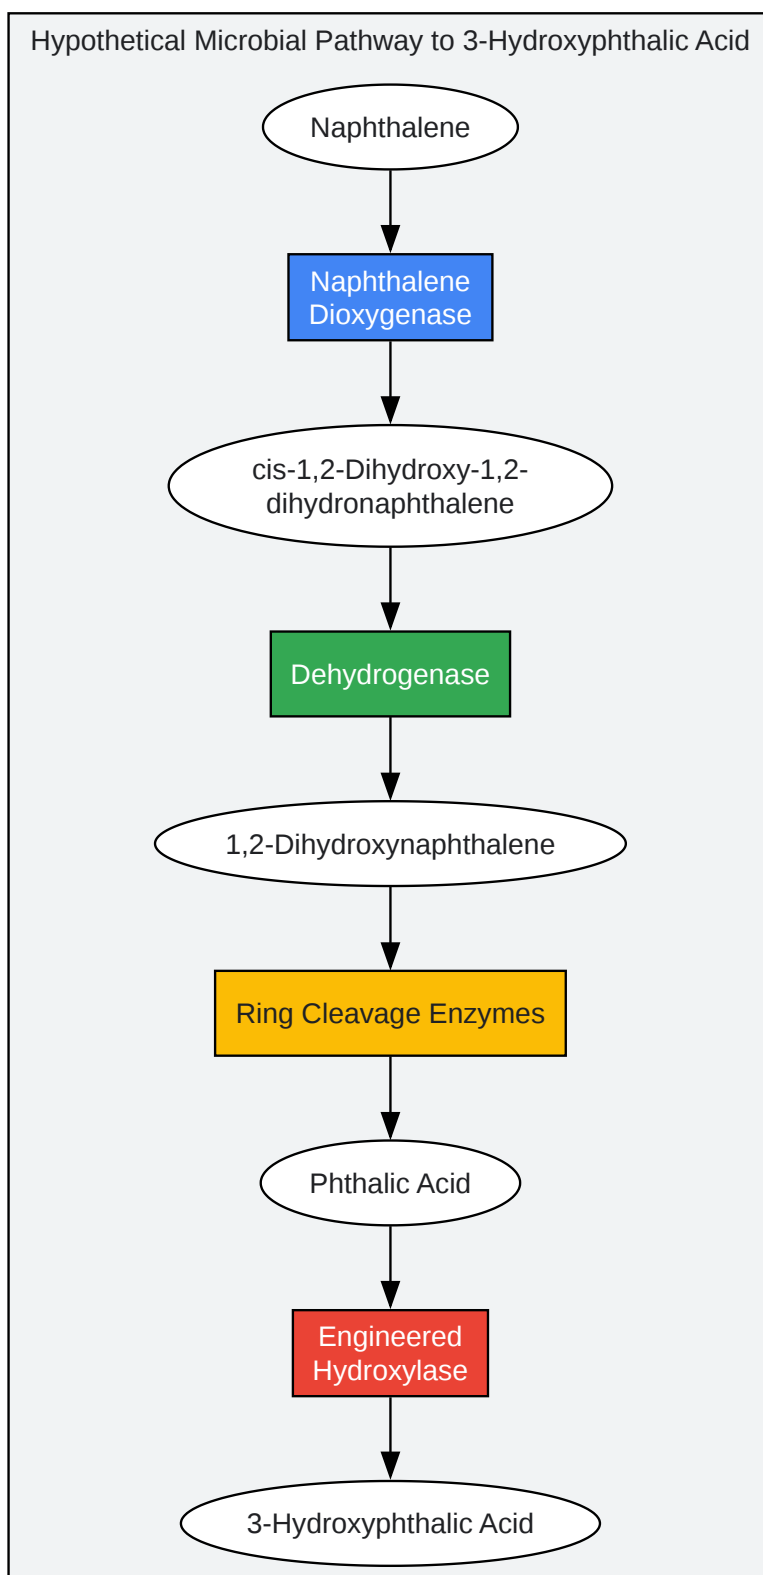 Hypothetical Microbial Pathway to 3-Hydroxyphthalic Acid
Naphthalene
Naphthalene
Dioxygenase
cis-1,2-Dihydroxy-1,2-
dihydronaphthalene
Dehydrogenase
1,2-Dihydroxynaphthalene
Ring Cleavage Enzymes
Phthalic Acid
Engineered
Hydroxylase
3-Hydroxyphthalic Acid